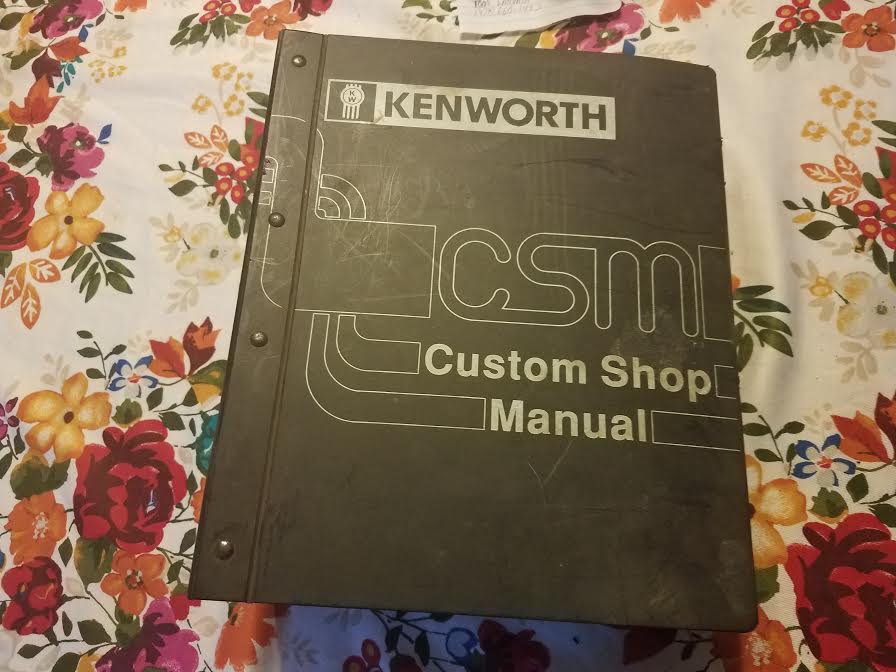 KW
KENWORTH
CSM
Custom Shop
Manual